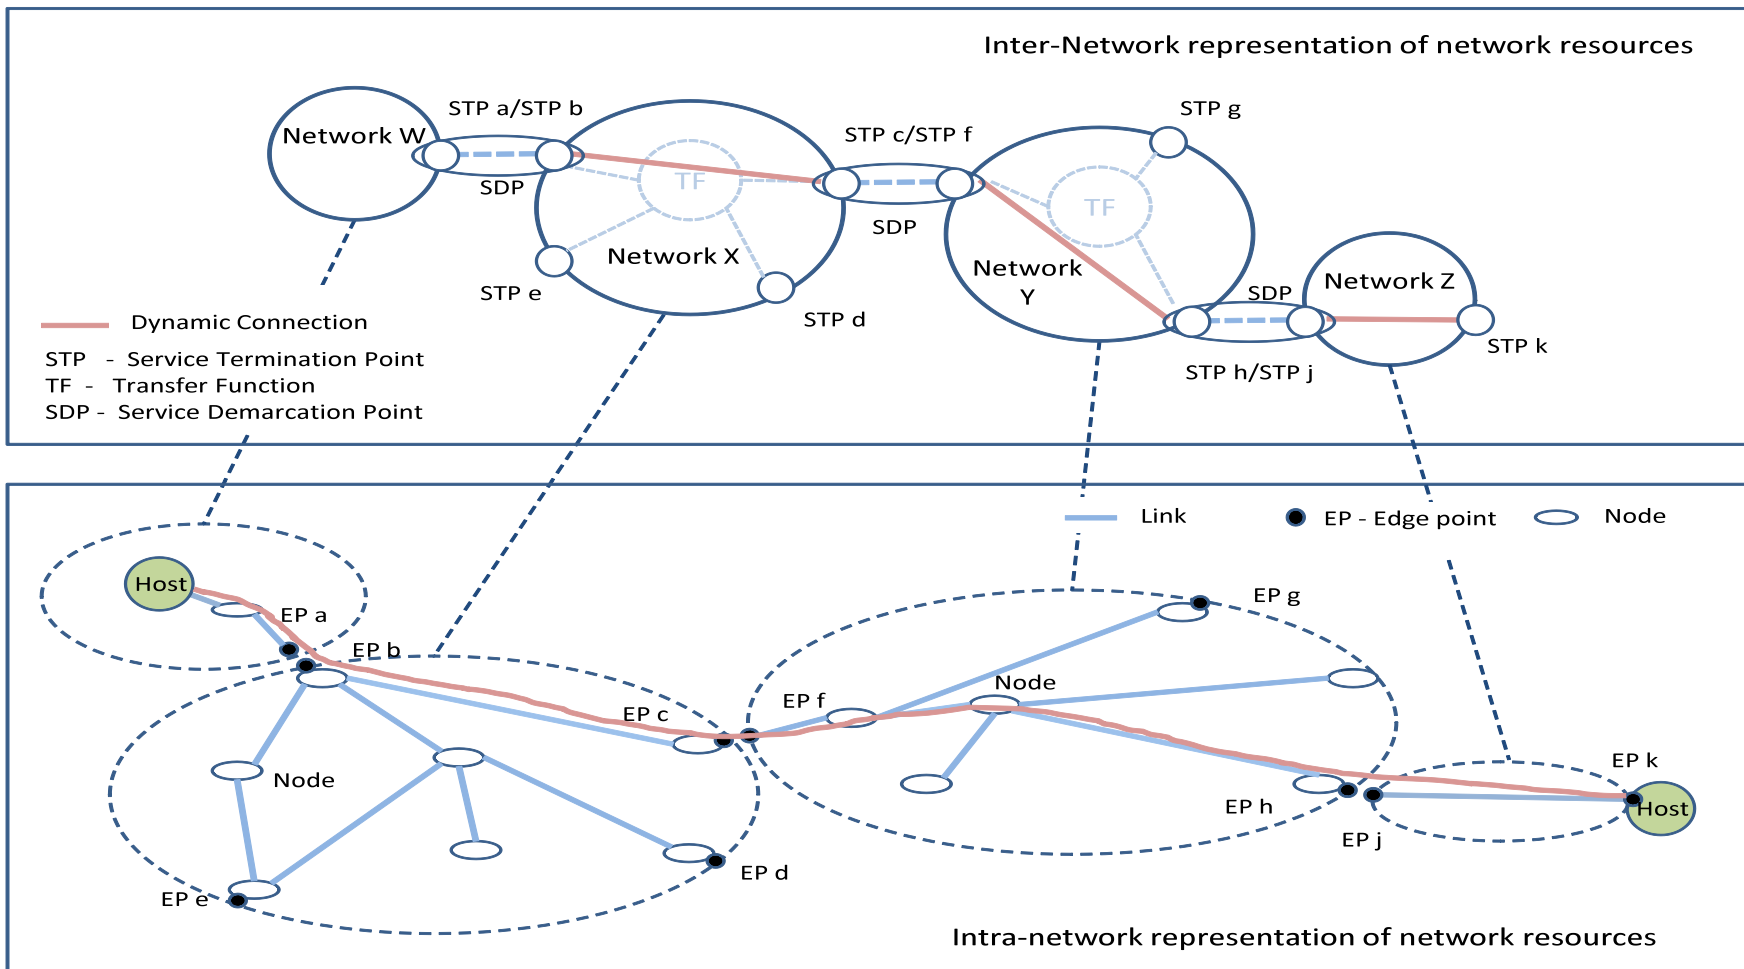 Inter-Network representation of network resources
STP a/STP b
STP g
Network W
STP c/STP f
TF
SDP
TF
SDP
Network X
Network
Y
STP e
STP d
SDP
Network Z
STP k
STP h/STP j
Dynamic Connection
STP - Service Termination Point
TF - Transfer Function
SDP - Service Demarcation Point
Link
EP - Edge point
Node
Host
EP a
EP b
EP c
Node
EP e
EP d
EP f
Node
EP g
EP h
EP j
EP k
Host
Intra-network representation of network resources